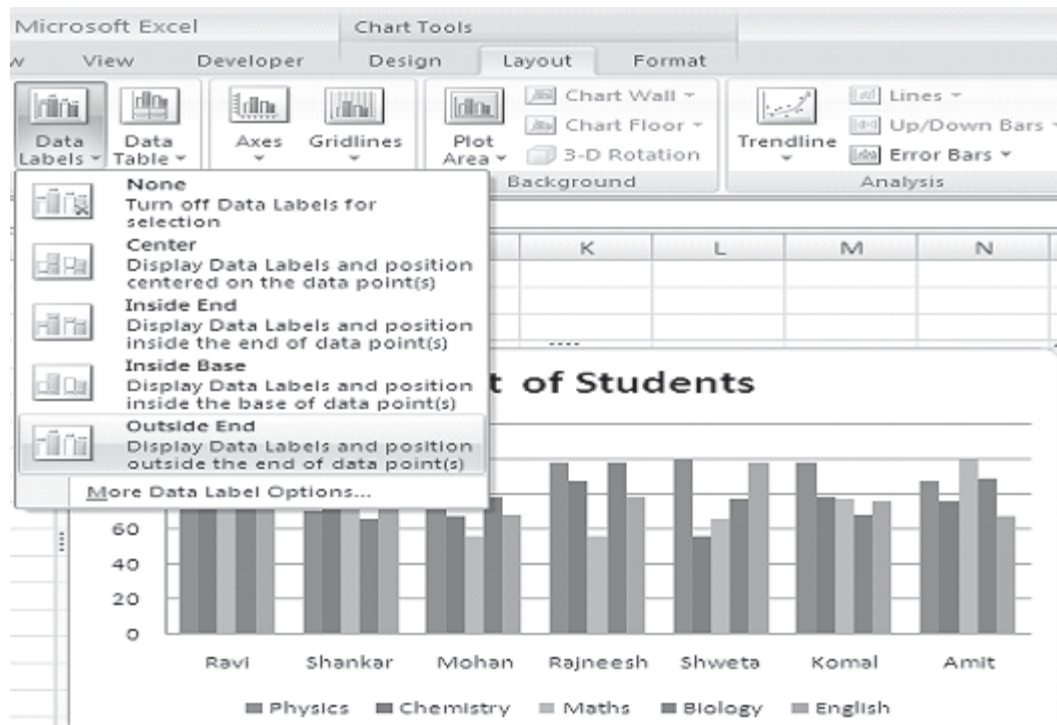 Microsoft Excel
Chart Tools
w View Developer Design Layout Format
Data Labels
Data Table
Axes
Gridlines
Plot Area
Chart Wall
Chart Floor
3-D Rotation
Trendline
Lines
Up/Down Bars
Error Bars
Background
Analysis
None
Turn off Data Labels for
selection
Center
Display Data Labels and position
centered on the data point(s)
Inside End
Display Data Labels and position
inside the end of data point(s)
Inside Base
Display Data Labels and position
inside the base of data point(s)
Outside End
Display Data Labels and position
outside the end of data point(s)
More Data Label Options...
K L M N
t of Students
60
40
20
0
Ravi Shankar Mohan Rajneesh Shweta Komal Amit
Physics Chemistry Maths Biology English